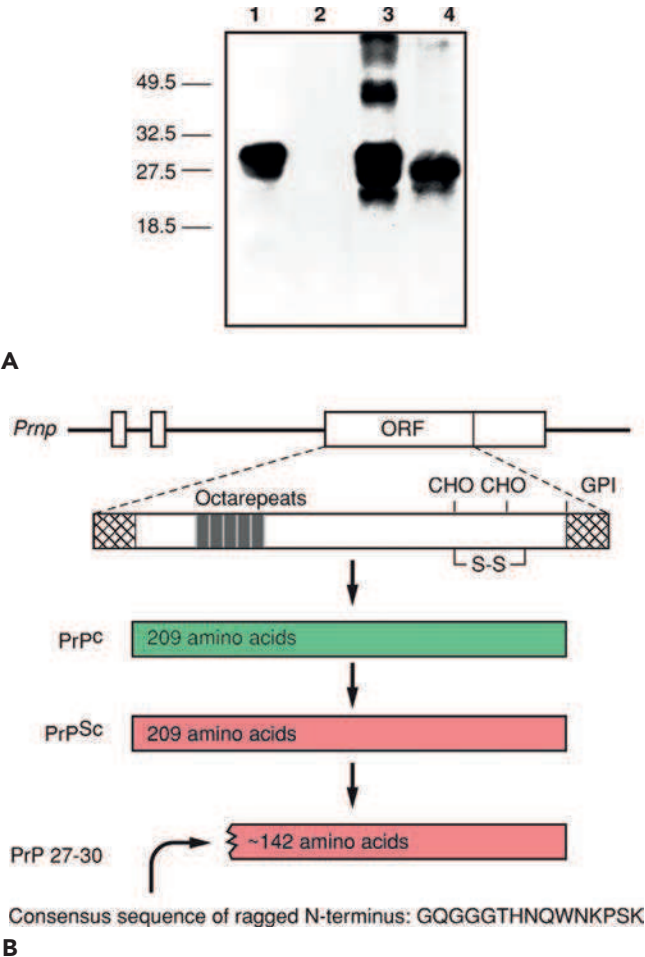 1 2 3 4
49.5
32.5
27.5
18.5
A
Prnp ORF
CHO CHO GPI
Octarepeats
S-S
PrPC 209 amino acids
PrPSc 209 amino acids
PrP 27-30 ~142 amino acids
Consensus sequence of ragged N-terminus: GQGGGTHNQWNKPSK
B